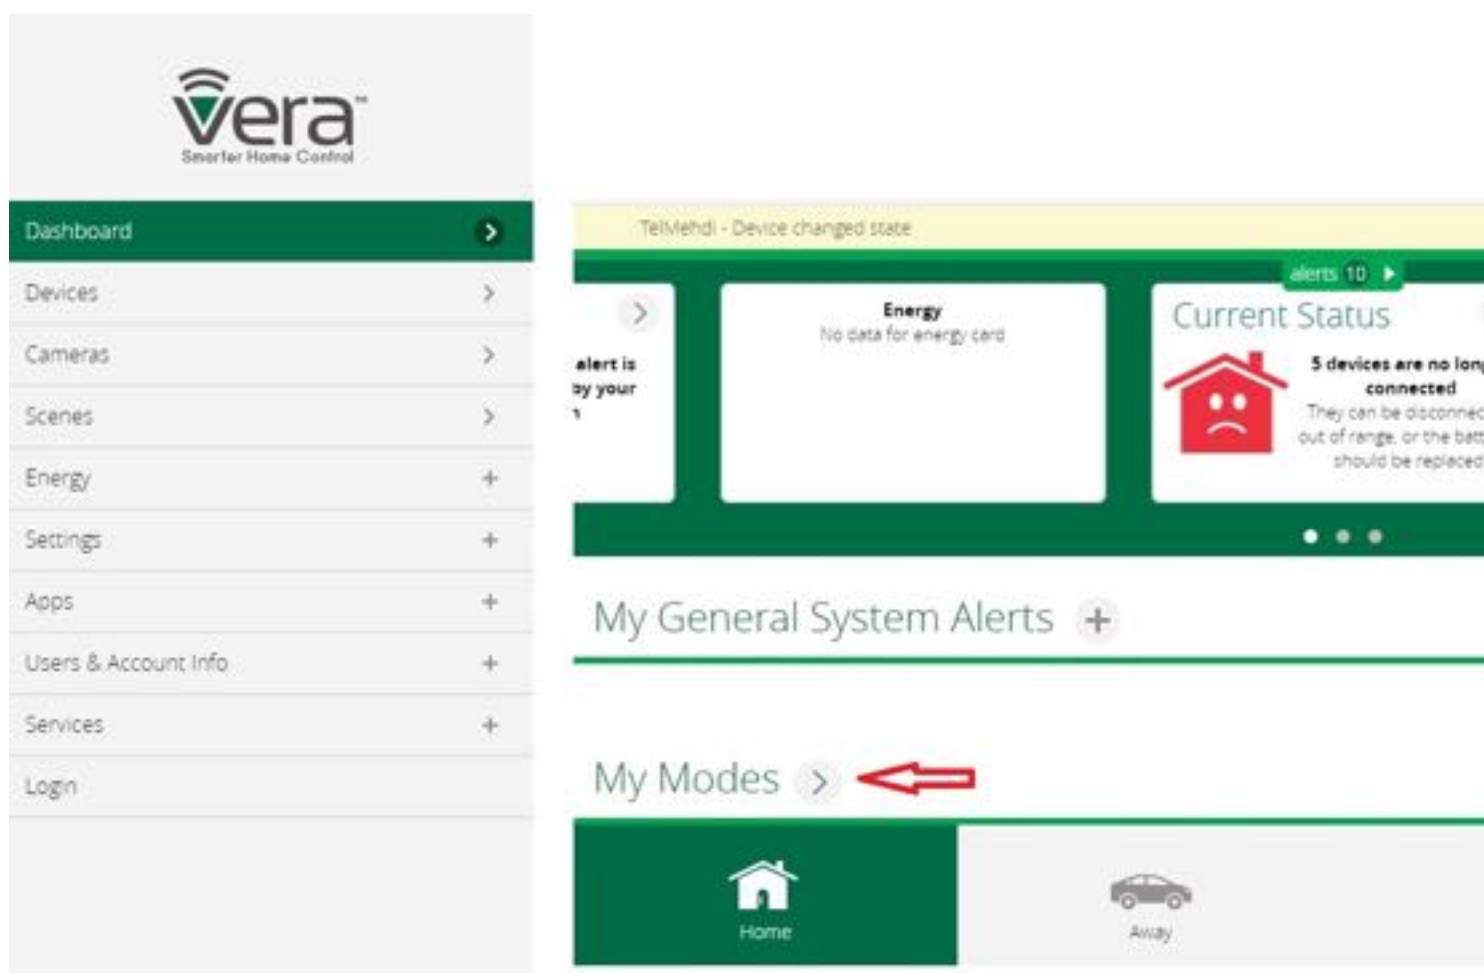 vera™
Smarter Home Control
Dashboard
Devices
Cameras
Scenes
Energy
Settings
Apps
Users & Account Info
Services
Login
TelMehdi - Device changed state
alerts 10
alert is
by your
Energy
No data for energy card
Current Status
5 devices are no long
connected
They can be disconnec
out of range, or the batt
should be replaced
My General System Alerts
My Modes
Home
Away